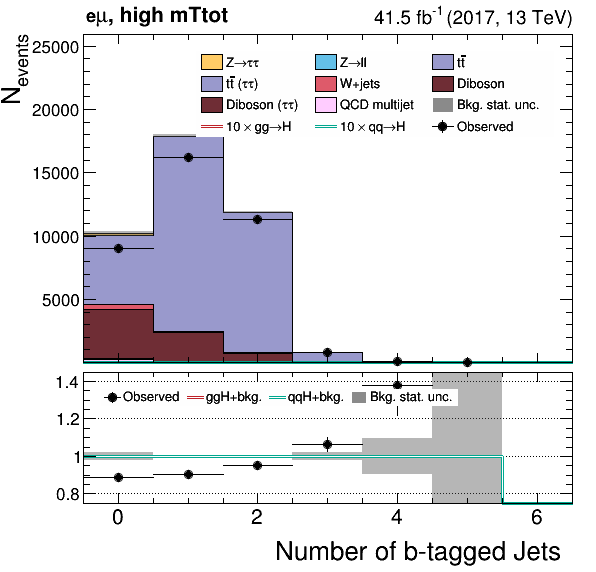 eμ, high mTtot 41.5 fb⁻¹ (2017, 13 TeV)
N_events
25000
20000
15000
10000
5000
Z→ττ Z→ll tt̄
tt̄ (ττ) W+jets Diboson
Diboson (ττ) QCD multijet Bkg. stat. unc.
10 × gg→H 10 × qq→H Observed
1.4
1.2
1
0.8
Observed ggH+bkg. qqH+bkg. Bkg. stat. unc.
0 2 4 6
Number of b-tagged Jets